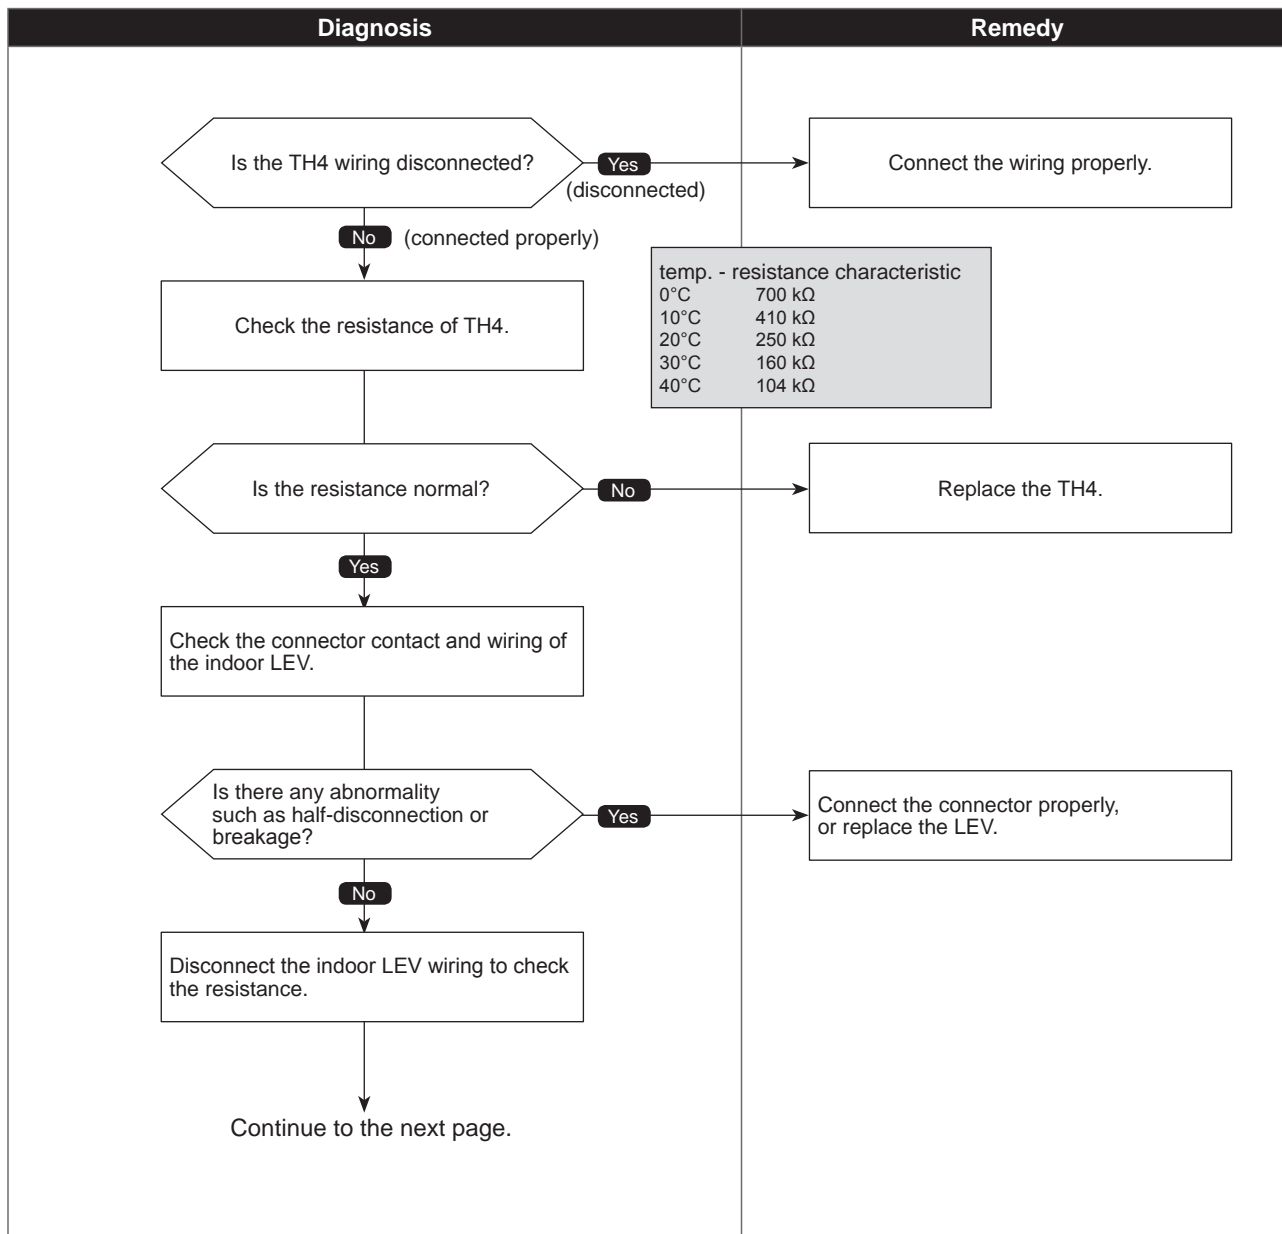 Diagnosis
Remedy
Is the TH4 wiring disconnected?
Yes
(disconnected)
Connect the wiring properly.
No
(connected properly)
temp. - resistance characteristic
0°C 700 kΩ
10°C 410 kΩ
20°C 250 kΩ
30°C 160 kΩ
40°C 104 kΩ
Check the resistance of TH4.
Is the resistance normal?
No
Replace the TH4.
Yes
Check the connector contact and wiring of
the indoor LEV.
Is there any abnormality
such as half-disconnection or
breakage?
Yes
Connect the connector properly,
or replace the LEV.
No
Disconnect the indoor LEV wiring to check
the resistance.
Continue to the next page.